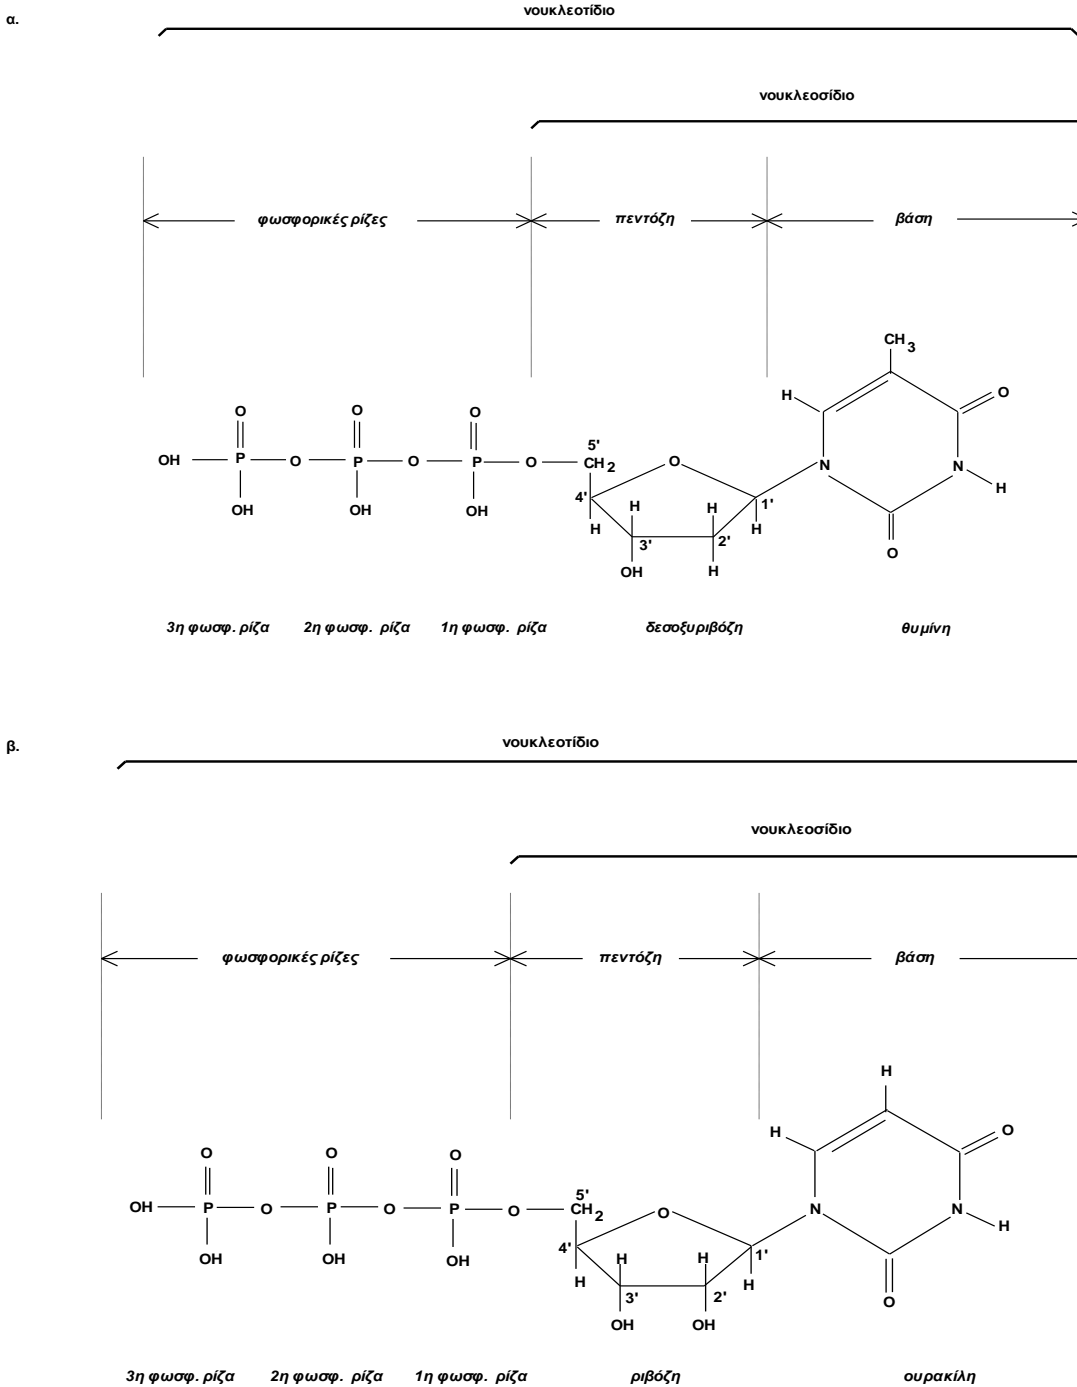 α.
νουκλεοτίδιο
νουκλεοσίδιο
φωσφορικές ρίζες πεντόζη βάση
CH3
H O
O O O
5'
OH P O P O P O CH2 O N N
4' H H 1' H
OH OH OH H 3' 2' H O
OH H
3η φωσφ. ρίζα 2η φωσφ. ρίζα 1η φωσφ. ρίζα δεσοξυριβόζη θυμίνη
β.
νουκλεοτίδιο
νουκλεοσίδιο
φωσφορικές ρίζες πεντόζη βάση
H
H O
O O O
5'
OH P O P O P O CH2 O N N
H
4' H H 1'
OH OH OH H 3' 2' H
O
OH OH
3η φωσφ. ρίζα 2η φωσφ. ρίζα 1η φωσφ. ρίζα ριβόζη ουρακίλη